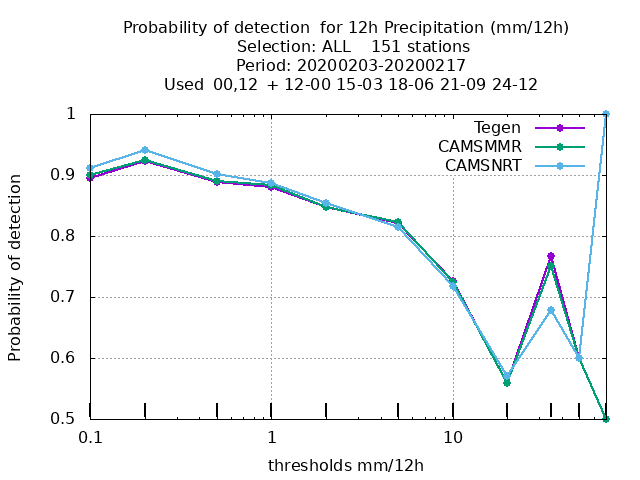 Probability of detection  for 12h Precipitation (mm/12h)
Selection: ALL    151 stations
Period: 20200203-20200217
Used  00,12  + 12-00 15-03 18-06 21-09 24-12
Tegen
CAMSMMR
CAMSNRT
Probability of detection
1
0.9
0.8
0.7
0.6
0.5
0.1 1 10
thresholds mm/12h